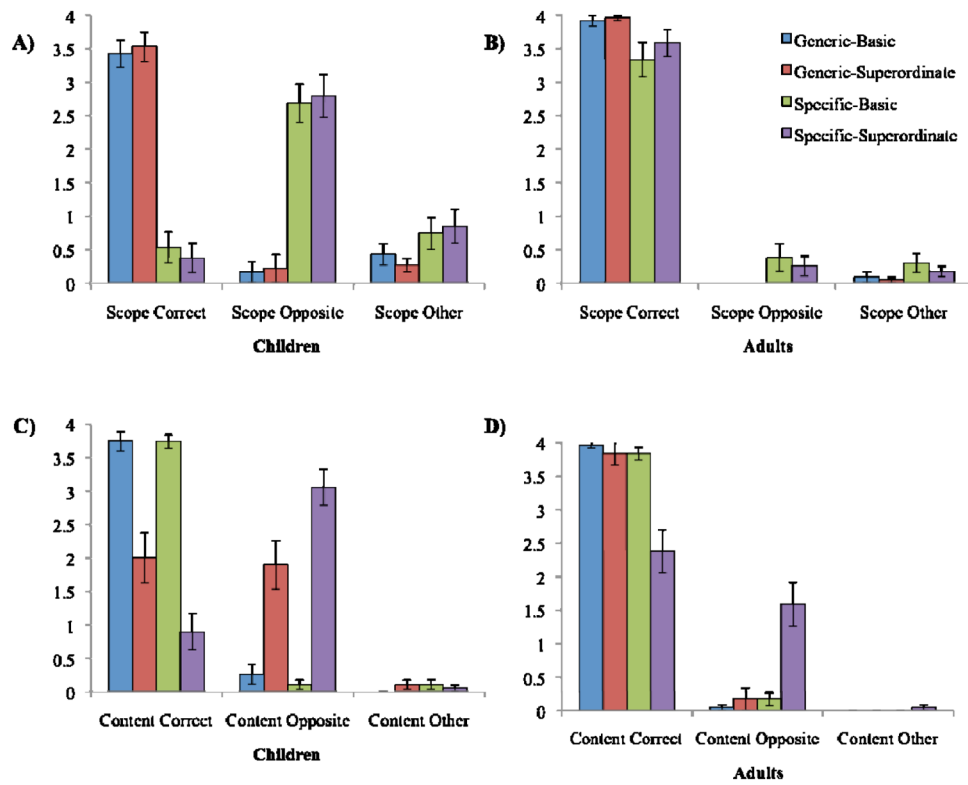 A)
4
3.5
3
2.5
2
1.5
1
0.5
0
Scope Correct Scope Opposite Scope Other
Children
B)
4
3.5
3
2.5
2
1.5
1
0.5
0
Generic-Basic
Generic-Superordinate
Specific-Basic
Specific-Superordinate
Scope Correct Scope Opposite Scope Other
Adults
C)
4
3.5
3
2.5
2
1.5
1
0.5
0
Content Correct Content Opposite Content Other
Children
D)
4
3.5
3
2.5
2
1.5
1
0.5
0
Content Correct Content Opposite Content Other
Adults